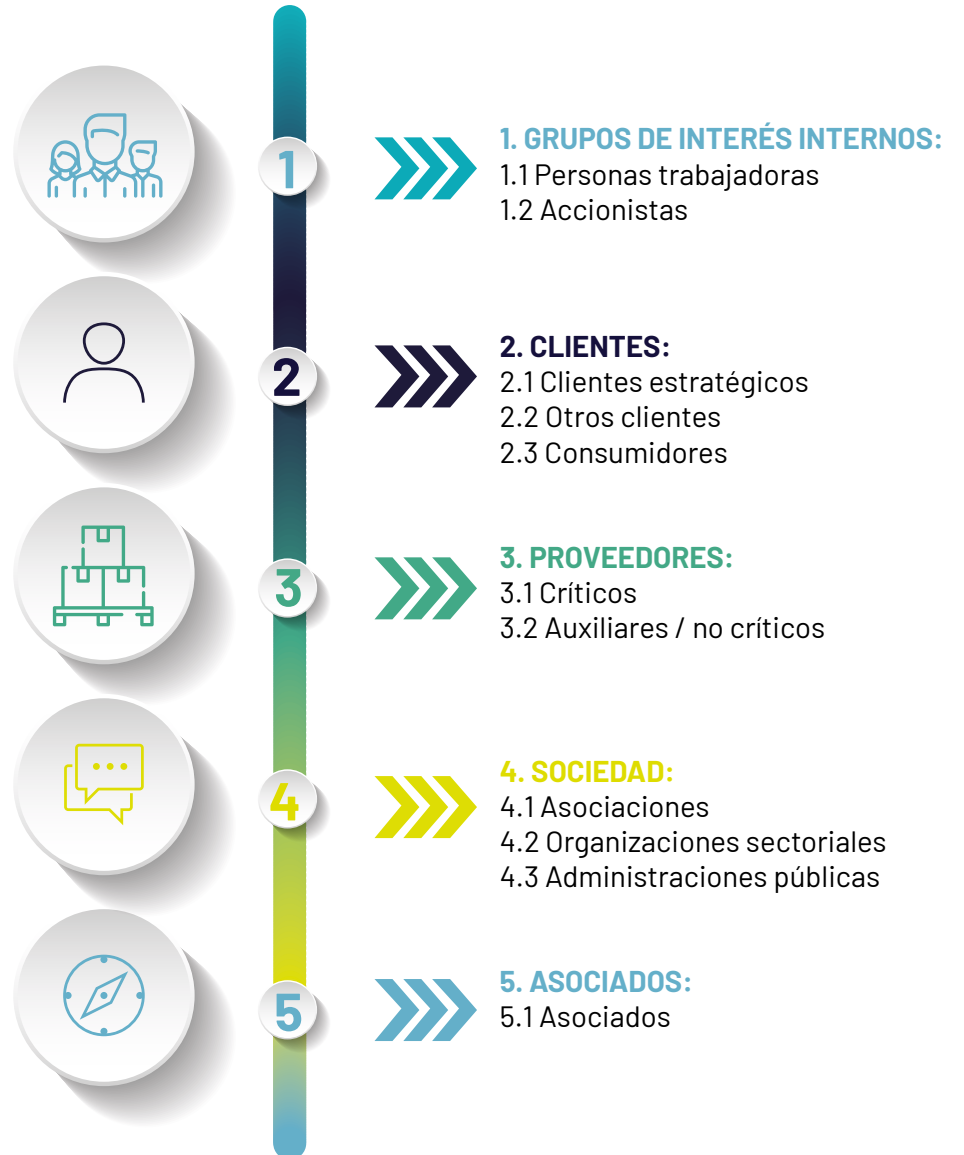 1
1. GRUPOS DE INTERÉS INTERNOS:
1.1 Personas trabajadoras
1.2 Accionistas
2
2. CLIENTES:
2.1 Clientes estratégicos
2.2 Otros clientes
2.3 Consumidores
3
3. PROVEEDORES:
3.1 Críticos
3.2 Auxiliares / no críticos
4
4. SOCIEDAD:
4.1 Asociaciones
4.2 Organizaciones sectoriales
4.3 Administraciones públicas
5
5. ASOCIADOS:
5.1 Asociados